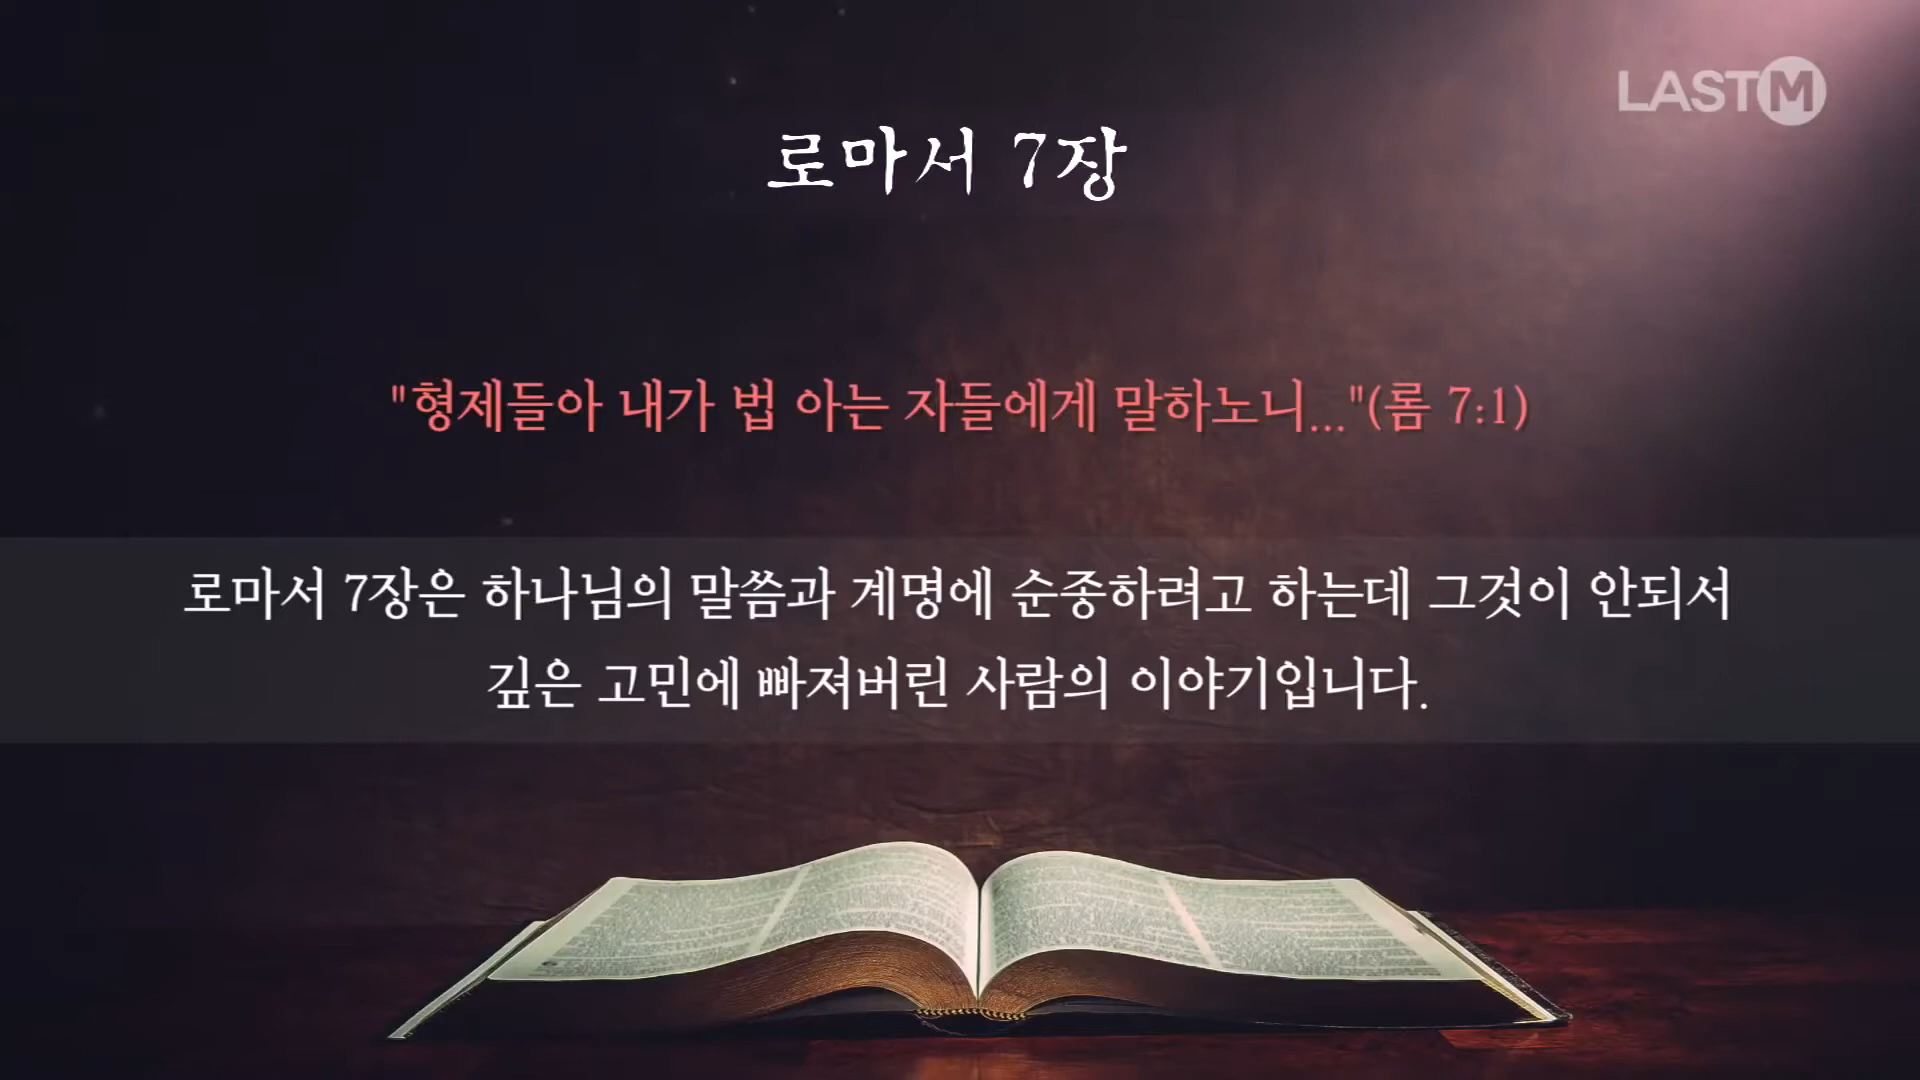 LASTM
로마서 7장
"형제들아 내가 법 아는 자들에게 말하노니..."(롬 7:1)
로마서 7장은 하나님의 말씀과 계명에 순종하려고 하는데 그것이 안되서
깊은 고민에 빠져버린 사람의 이야기입니다.